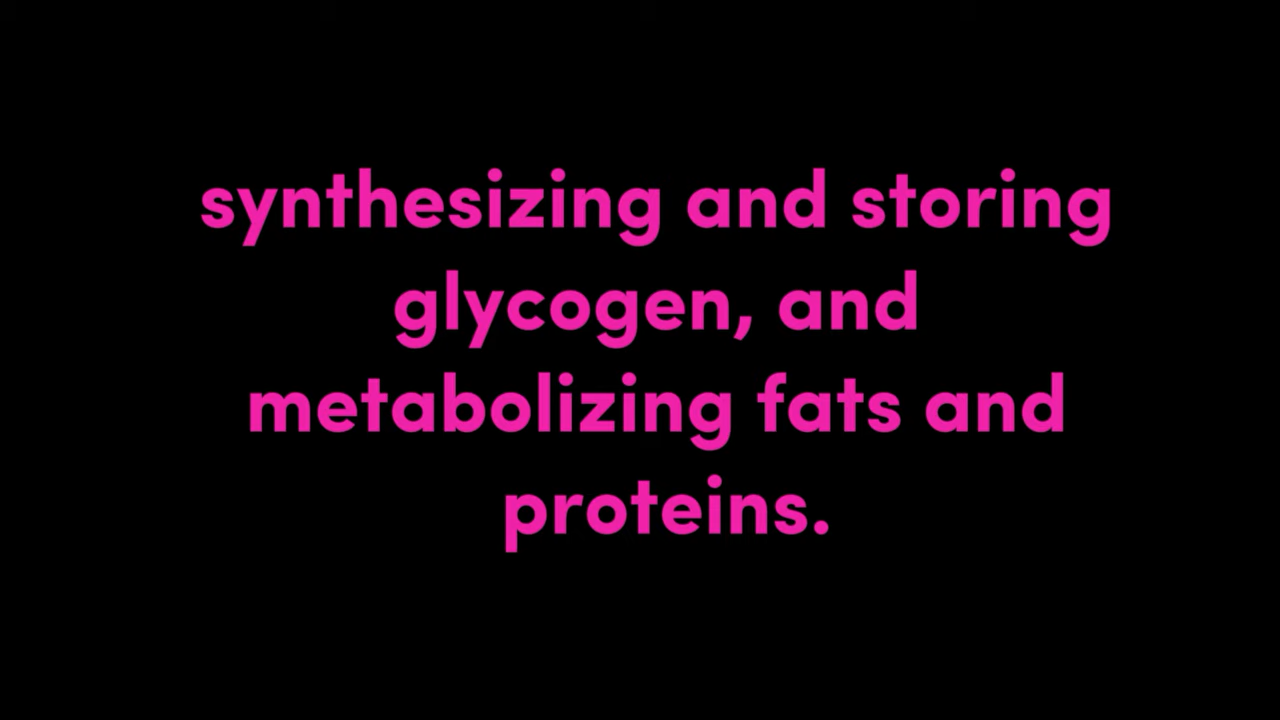 synthesizing and storing
glycogen, and
metabolizing fats and
proteins.